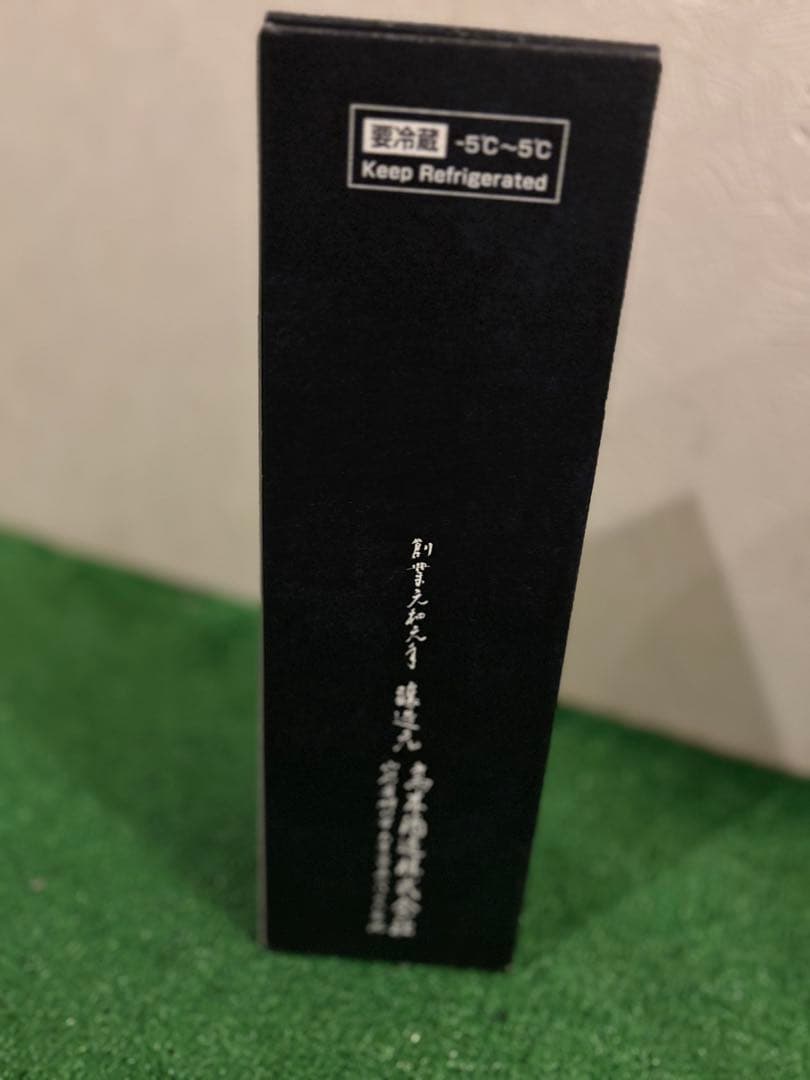 要冷蔵 -5℃～5℃
Keep Refrigerated
創業元和元年
醸造元 高木酒造株式会社